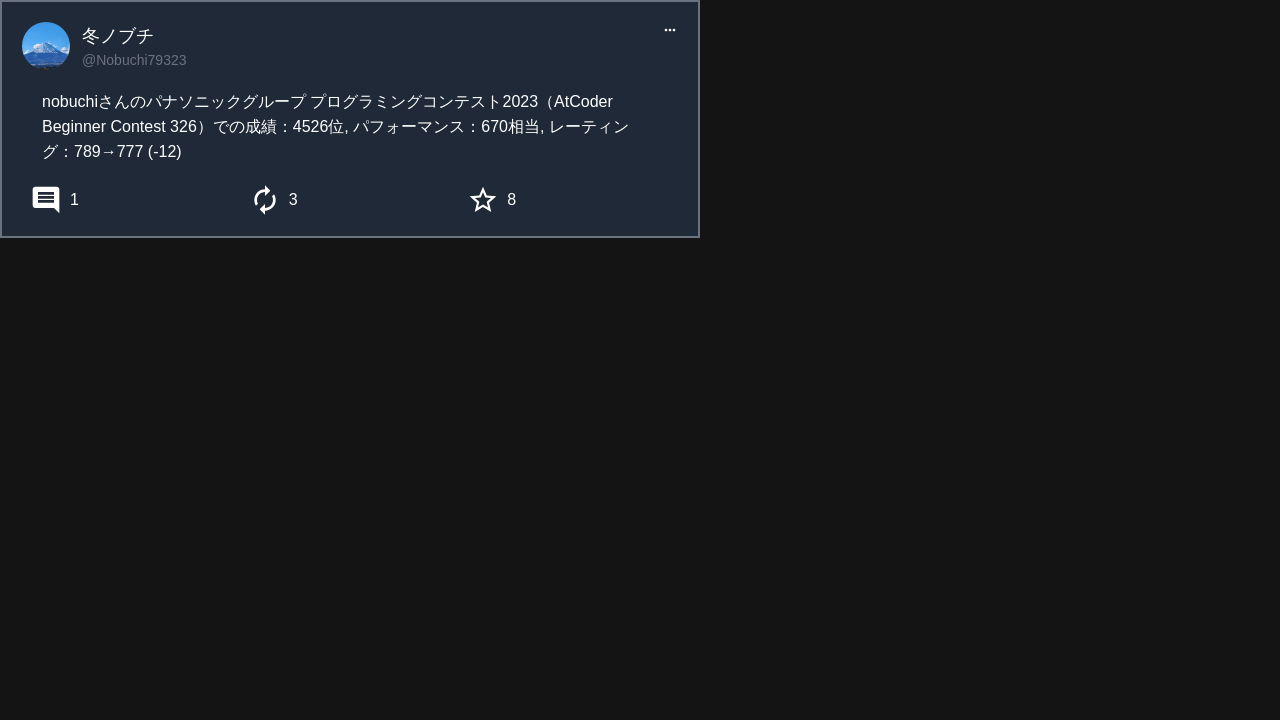 冬ノブチ
@Nobuchi79323
nobuchiさんのパナソニックグループ プログラミングコンテスト2023（AtCoder
Beginner Contest 326）での成績：4526位, パフォーマンス：670相当, レーティン
グ：789→777 (-12)
1
3
8